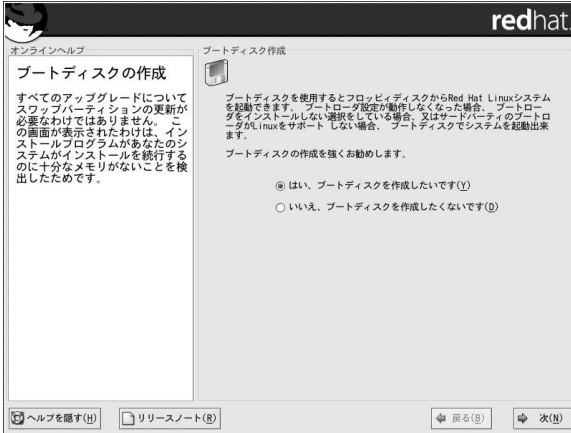 redhat.
オンラインヘルプ
ブートディスクの作成
すべてのアップグレードについて
スワップパーティションの更新が
必要なわけではありません。 こ
の画面が表示されたわけは、イン
ストールプログラムがあなたのシ
ステムがインストールを続行する
のに十分なメモリがないことを検
出したためです。
ブートディスク作成
ブートディスクを使用するとフロッピィディスクからRed Hat Linuxシステム
を起動できます。 ブートローダ設定が動作しなくなった場合、 ブートロー
ダをインストールしない選択をしている場合、又はサードパーティのブートロ
ーダがLinuxをサポート しない場合、 ブートディスクでシステムを起動出来
ます。
ブートディスクの作成を強くお勧めします。
はい、ブートディスクを作成したいです(Y)
いいえ、ブートディスクを作成したくないです(D)
ヘルプを隠す(H)
リリースノート(R)
戻る(B)
次(N)